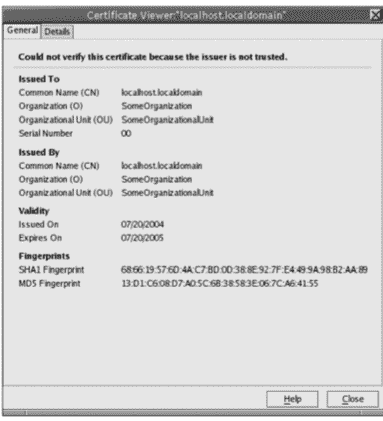 Certificate Viewer:"localhost.localdomain"
General Details
Could not verify this certificate because the issuer is not trusted.
Issued To
Common Name (CN) localhost.localdomain
Organization (O) SomeOrganization
Organizational Unit (OU) SomeOrganizationalUnit
Serial Number 00
Issued By
Common Name (CN) localhost.localdomain
Organization (O) SomeOrganization
Organizational Unit (OU) SomeOrganizationalUnit
Validity
Issued On 07/20/2004
Expires On 07/20/2005
Fingerprints
SHA1 Fingerprint 68:66:19:57:6D:4A:C7:BD:0D:38:8E:92:7F:E4:49:9A:98:B2:AA:89
MD5 Fingerprint 13:D1:C6:08:D7:A0:5C:6B:38:58:3E:06:7C:A6:41:55
Help Close